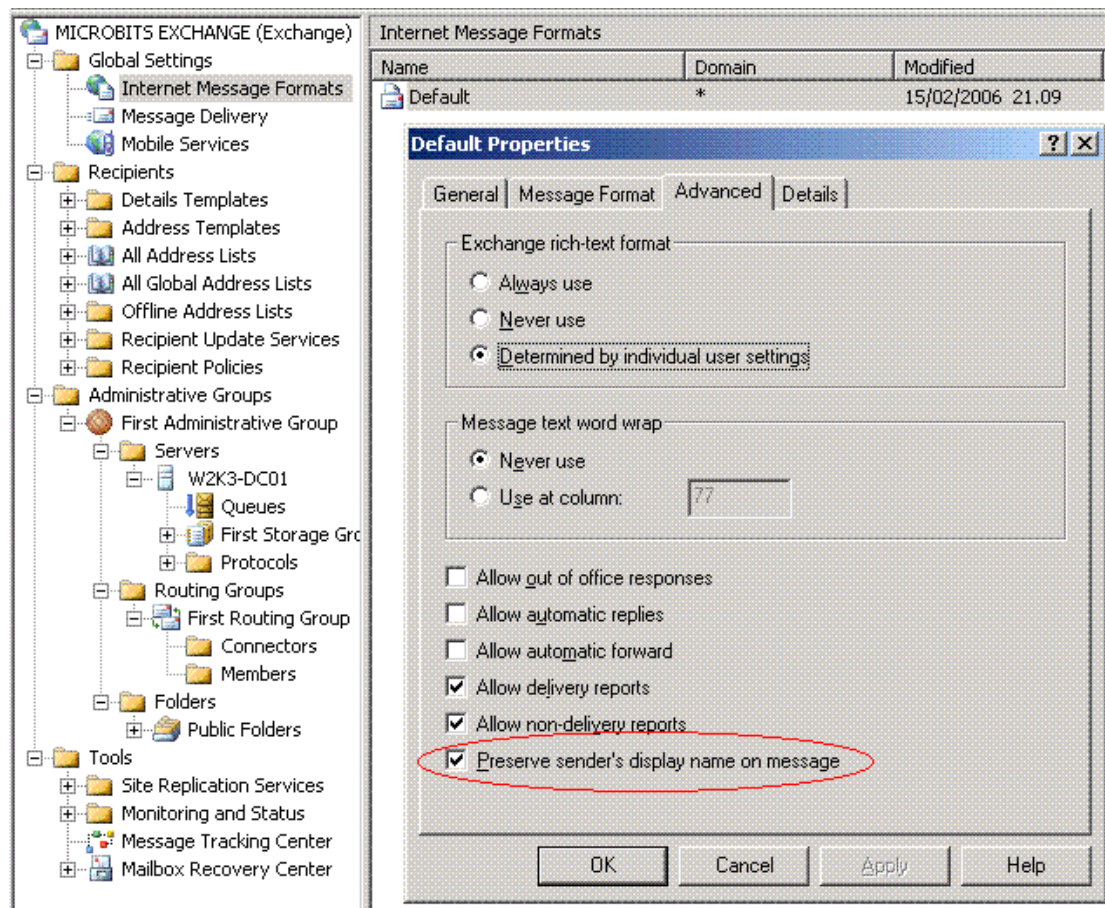 MICROBITS EXCHANGE (Exchange)
Global Settings
Internet Message Formats
Message Delivery
Mobile Services
Recipients
Details Templates
Address Templates
All Address Lists
All Global Address Lists
Offline Address Lists
Recipient Update Services
Recipient Policies
Administrative Groups
First Administrative Group
Servers
W2K3-DC01
Queues
First Storage Gro
Protocols
Routing Groups
First Routing Group
Connectors
Members
Folders
Public Folders
Tools
Site Replication Services
Monitoring and Status
Message Tracking Center
Mailbox Recovery Center
Internet Message Formats
Name Domain Modified
Default * 15/02/2006 21.09
Default Properties
General Message Format Advanced Details
Exchange rich-text format
Always use
Never use
Determined by individual user settings
Message text word wrap
Never use
Use at column: 77
Allow out of office responses
Allow automatic replies
Allow automatic forward
Allow delivery reports
Allow non-delivery reports
Preserve sender's display name on message
OK Cancel Apply Help